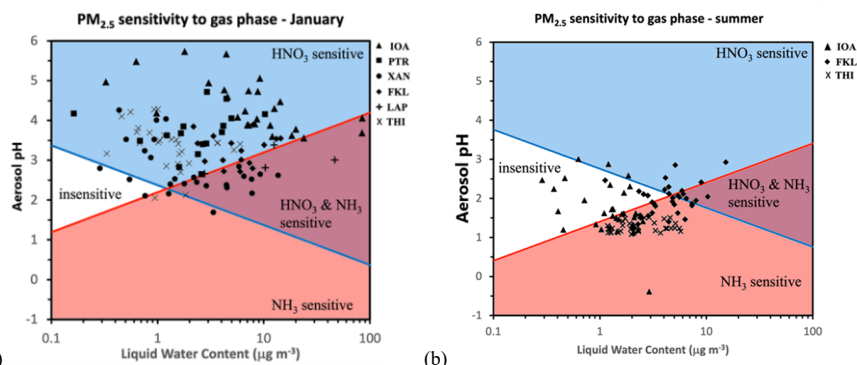 PM2.5 sensitivity to gas phase - January
6
5
4
3
2
1
0
-1
Aerosol pH
HNO3 sensitive
insensitive
HNO3 & NH3
sensitive
NH3 sensitive
0.1 1 10 100
Liquid Water Content (μg m-3)
▲ IOA
■ PTR
● XAN
◆ FKL
+ LAP
× THI
)
(b)
PM2.5 sensitivity to gas phase - summer
6
5
4
3
2
1
0
-1
Aerosol pH
HNO3 sensitive
insensitive
HNO3 & NH3
sensitive
NH3 sensitive
0.1 1 10 100
Liquid Water Content (μg m-3)
▲ IOA
◆ FKL
× THI